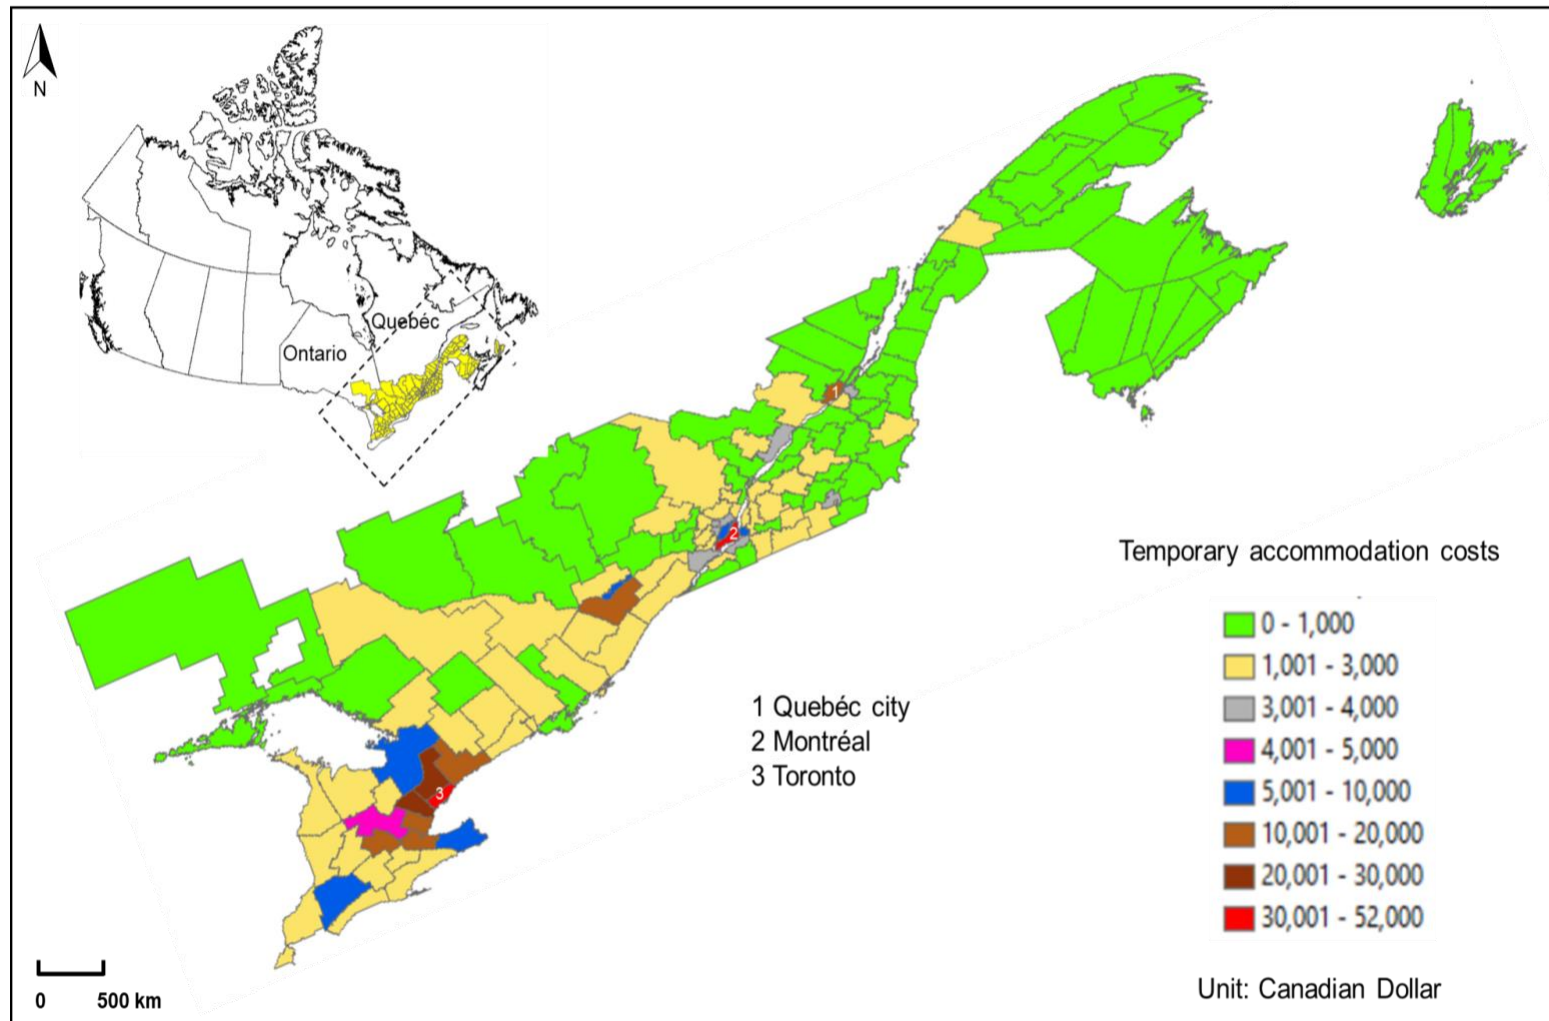 N
Quebéc
Ontario
1
2
3
1 Quebéc city
2 Montréal
3 Toronto
Temporary accommodation costs
0 - 1,000
1,001 - 3,000
3,001 - 4,000
4,001 - 5,000
5,001 - 10,000
10,001 - 20,000
20,001 - 30,000
30,001 - 52,000
Unit: Canadian Dollar
0 500 km